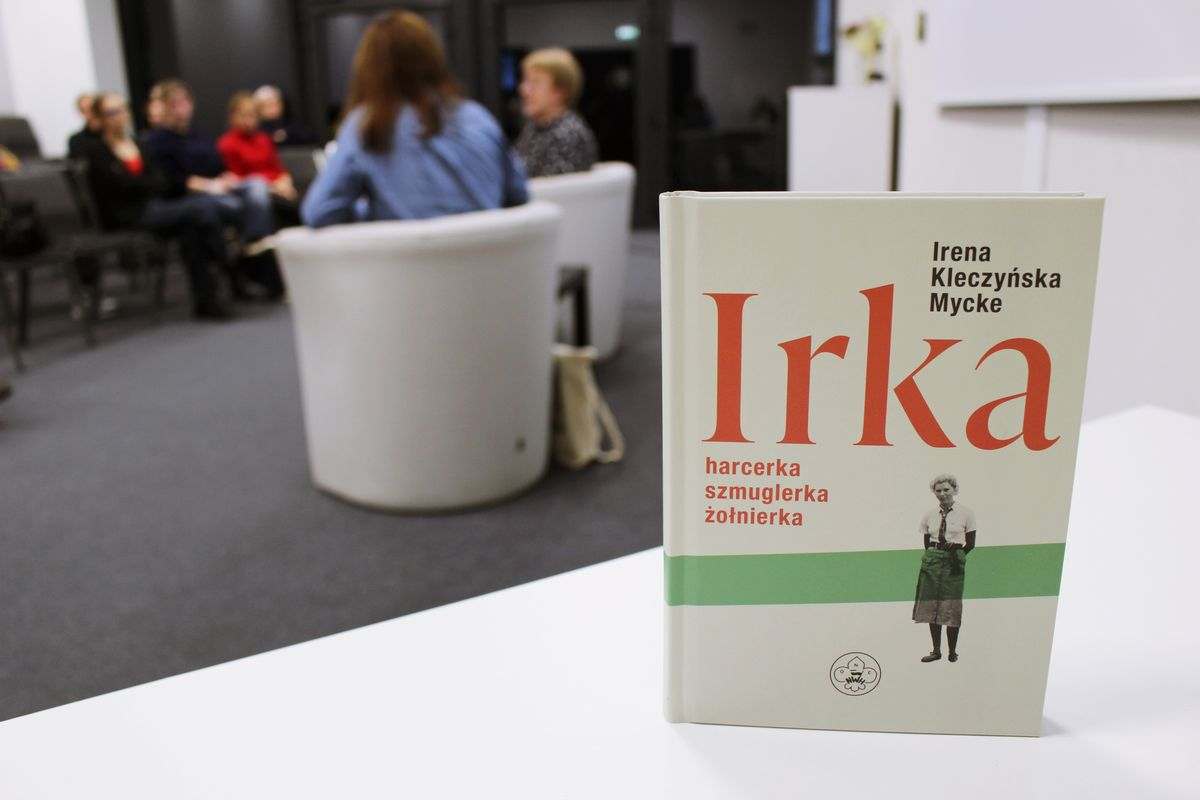 Irena
Kleczyńska
Mycke
Irka
harcerka
szmuglerka
żołnierka